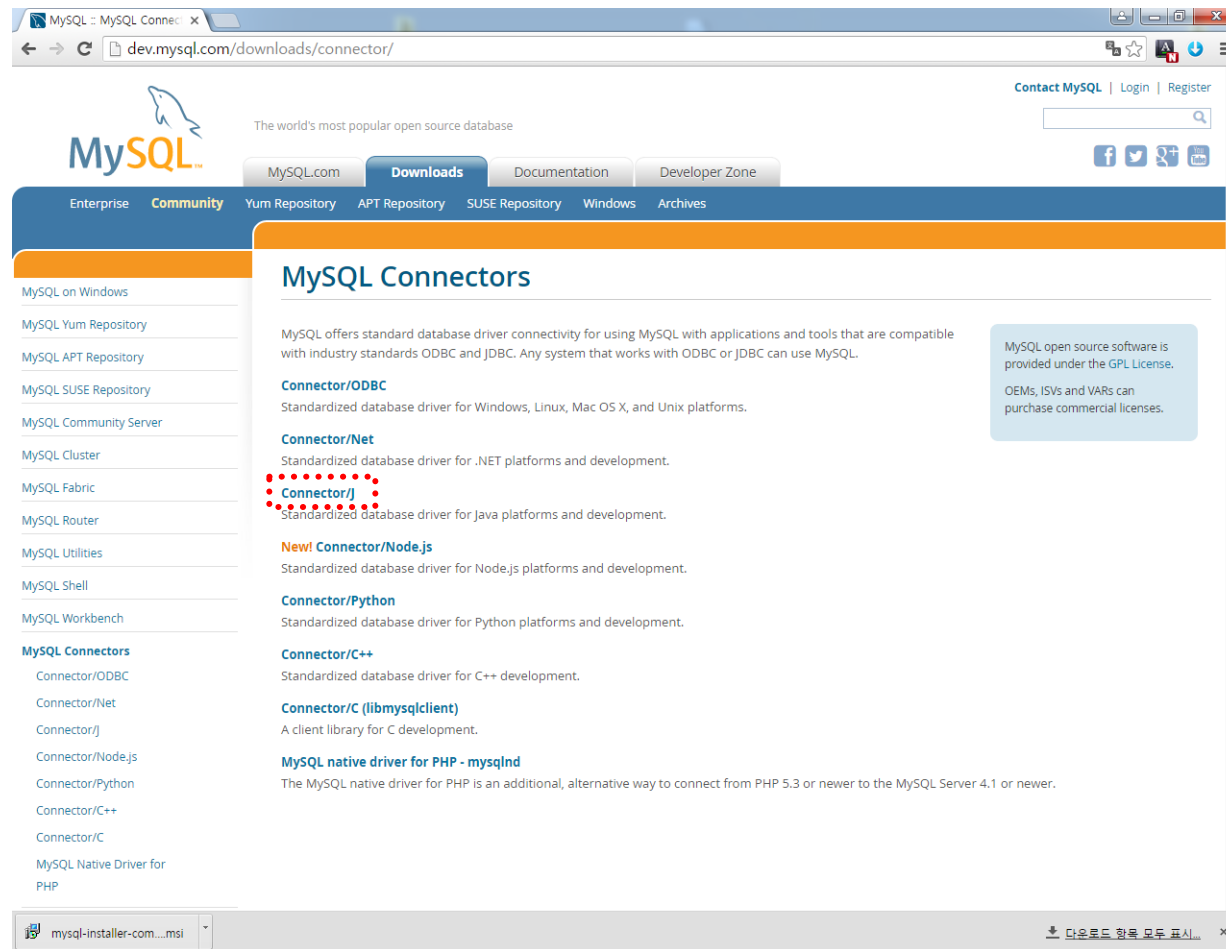 MySQL :: MySQL Connect
dev.mysql.com/downloads/connector/
Contact MySQL | Login | Register
MySQL™
The world's most popular open source database
MySQL.com Downloads Documentation Developer Zone
Enterprise Community Yum Repository APT Repository SUSE Repository Windows Archives
MySQL on Windows
MySQL Yum Repository
MySQL APT Repository
MySQL SUSE Repository
MySQL Community Server
MySQL Cluster
MySQL Fabric
MySQL Router
MySQL Utilities
MySQL Shell
MySQL Workbench
MySQL Connectors
Connector/ODBC
Connector/Net
Connector/J
Connector/Node.js
Connector/Python
Connector/C++
Connector/C
MySQL Native Driver for
PHP
MySQL Connectors
MySQL offers standard database driver connectivity for using MySQL with applications and tools that are compatible
with industry standards ODBC and JDBC. Any system that works with ODBC or JDBC can use MySQL.
Connector/ODBC
Standardized database driver for Windows, Linux, Mac OS X, and Unix platforms.
Connector/Net
Standardized database driver for .NET platforms and development.
Connector/J
Standardized database driver for Java platforms and development.
New! Connector/Node.js
Standardized database driver for Node.js platforms and development.
Connector/Python
Standardized database driver for Python platforms and development.
Connector/C++
Standardized database driver for C++ development.
Connector/C (libmysqlclient)
A client library for C development.
MySQL native driver for PHP - mysqlnd
The MySQL native driver for PHP is an additional, alternative way to connect from PHP 5.3 or newer to the MySQL Server 4.1 or newer.
MySQL open source software is
provided under the GPL License.
OEMs, ISVs and VARs can
purchase commercial licenses.
mysql-installer-com....msi
다운로드 항목 모두 표시...